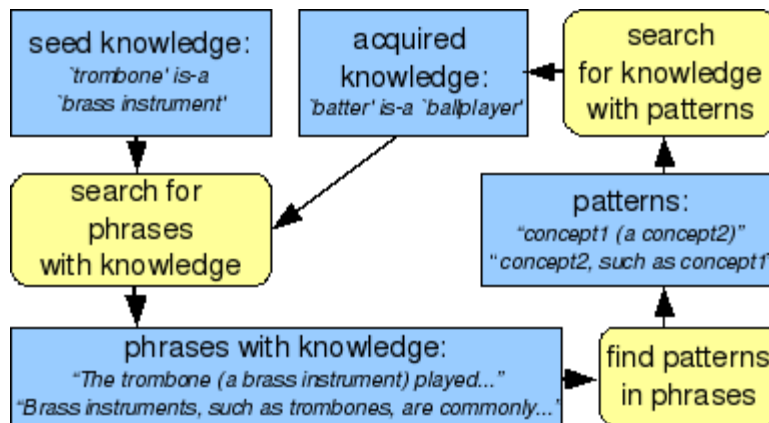 seed knowledge:
`trombone' is-a
`brass instrument'
acquired
knowledge:
`batter' is-a `ballplayer'
search
for knowledge
with patterns
search for
phrases
with knowledge
patterns:
“concept1 (a concept2)”
“concept2, such as concept1”
phrases with knowledge:
“The trombone (a brass instrument) played...”
“Brass instruments, such as trombones, are commonly...”
find patterns
in phrases